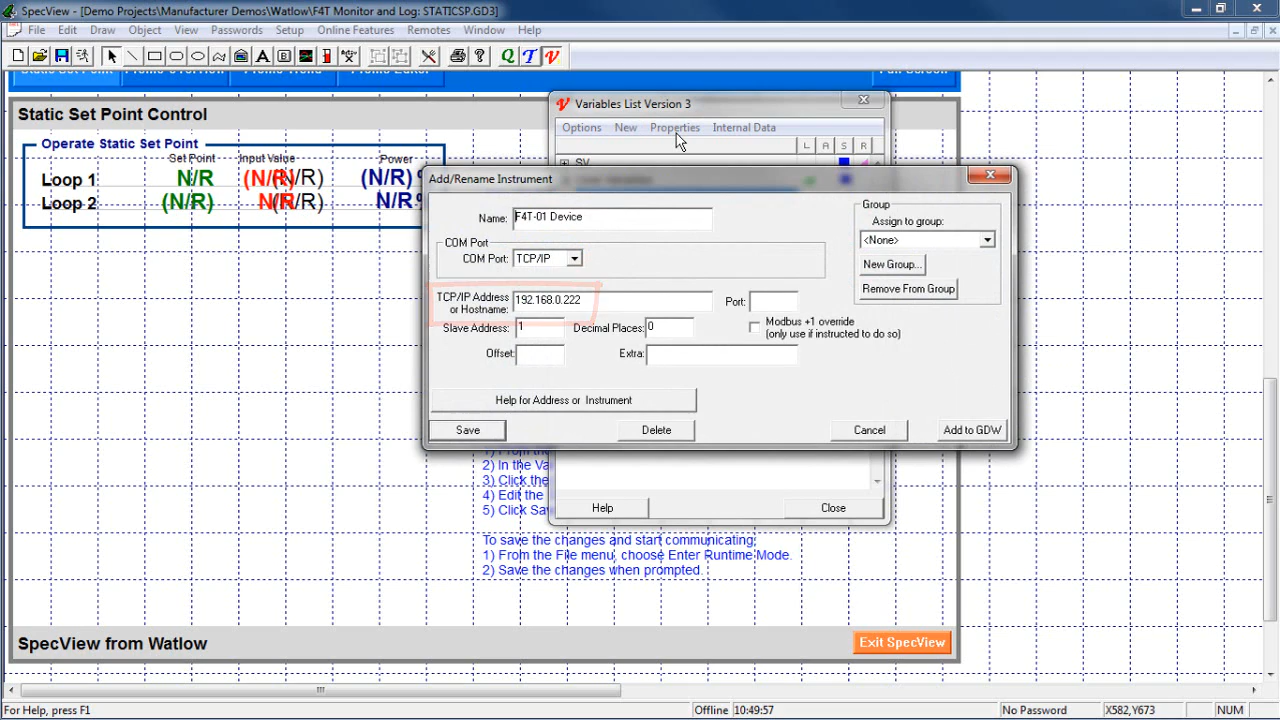 SpecView - [Demo Projects\Manufacturer Demos\Watlow\F4T Monitor and Log: STATICSP.GD3]
File Edit Draw Object View Passwords Setup Online Features Remotes Window Help
A Q T V
Static Set Point Control
Variables List Version 3
Options New Properties Internal Data
L A S R
SV
Operate Static Set Point
Set Point Input Value Power
Loop 1 N/R (N/R) (N/R) (N/R) %
Loop 2 (N/R) N/R (N/R) N/R %
Add/Rename Instrument
Name: F4T-01 Device
COM Port
COM Port: TCP/IP
TCP/IP Address or Hostname: 192.168.0.222 Port:
Slave Address: 1 Decimal Places: 0
Modbus +1 override
(only use if instructed to do so)
Offset: Extra:
Group
Assign to group:
<None>
New Group...
Remove From Group
Help for Address or Instrument
Save Delete Cancel Add to GDW
2) In the Va
3) Click the
4) Edit the
5) Click Sav
Help Close
To save the changes and start communicating;
1) From the File menu, choose Enter Runtime Mode.
2) Save the changes when prompted.
SpecView from Watlow
Exit SpecView
For Help, press F1 Offline 10:49:57 No Password X582,Y673 NUM